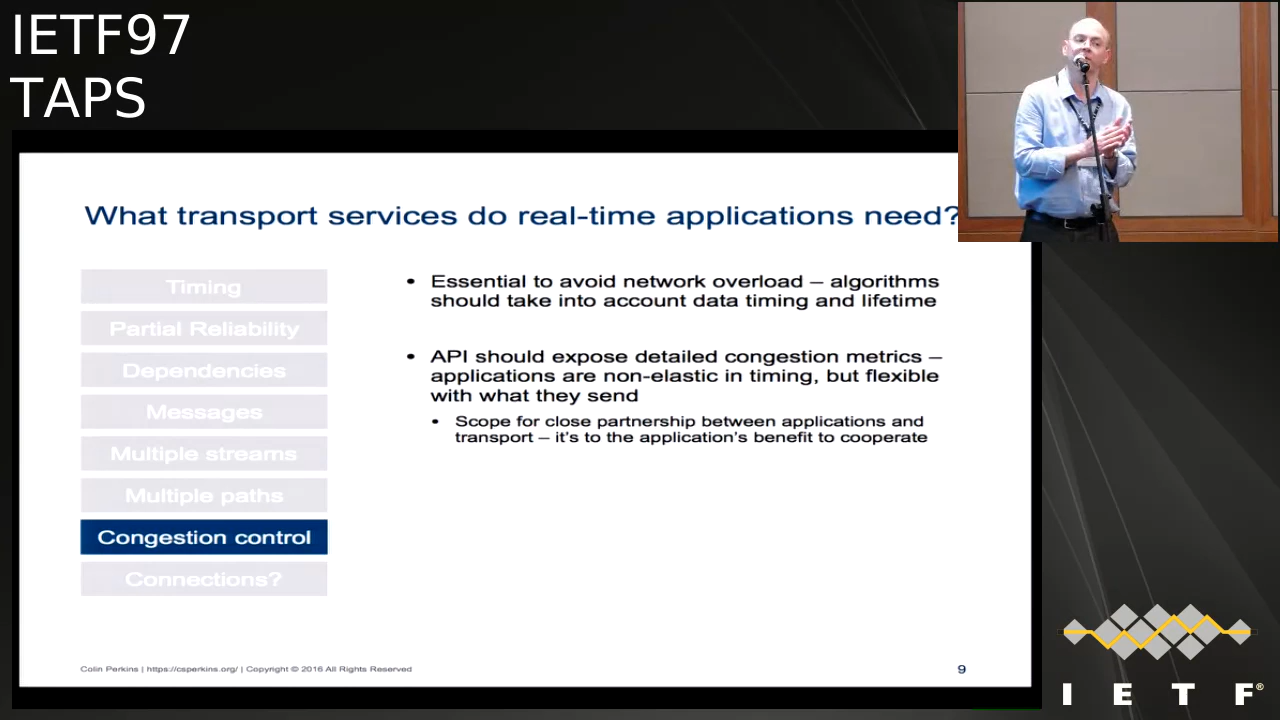 IETF97
TAPS
What transport services do real-time applications need?
Timing
Partial Reliability
Dependencies
Messages
Multiple streams
Multiple paths
Congestion control
Connections?
• Essential to avoid network overload – algorithms
should take into account data timing and lifetime
• API should expose detailed congestion metrics –
applications are non-elastic in timing, but flexible
with what they send
• Scope for close partnership between applications and
transport – it's to the application's benefit to cooperate
Colin Perkins | https://csperkins.org/ | Copyright © 2016 All Rights Reserved
9
I E T F®